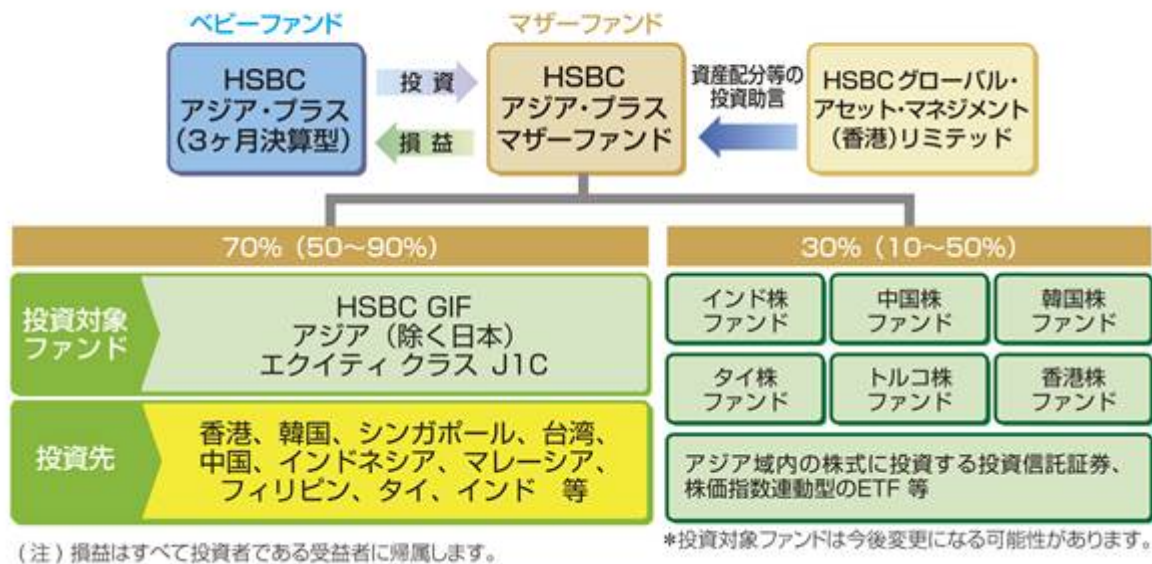 ベビーファンド
マザーファンド
HSBC
アジア・プラス
(3ヶ月決算型)
投 資
損 益
HSBC
アジア・プラス
マザーファンド
資産配分等の
投資助言
HSBCグローバル・
アセット・マネジメント
(香港)リミテッド
70%(50～90%)
30%(10～50%)
投資対象
ファンド
HSBC GIF
アジア(除く日本)
エクイティ クラス J1C
投資先
香港、韓国、シンガポール、台湾、
中国、インドネシア、マレーシア、
フィリピン、タイ、インド 等
インド株
ファンド
中国株
ファンド
韓国株
ファンド
タイ株
ファンド
トルコ株
ファンド
香港株
ファンド
アジア域内の株式に投資する投資信託証券、
株価指数連動型のETF 等
(注)損益はすべて投資者である受益者に帰属します。
*投資対象ファンドは今後変更になる可能性があります。